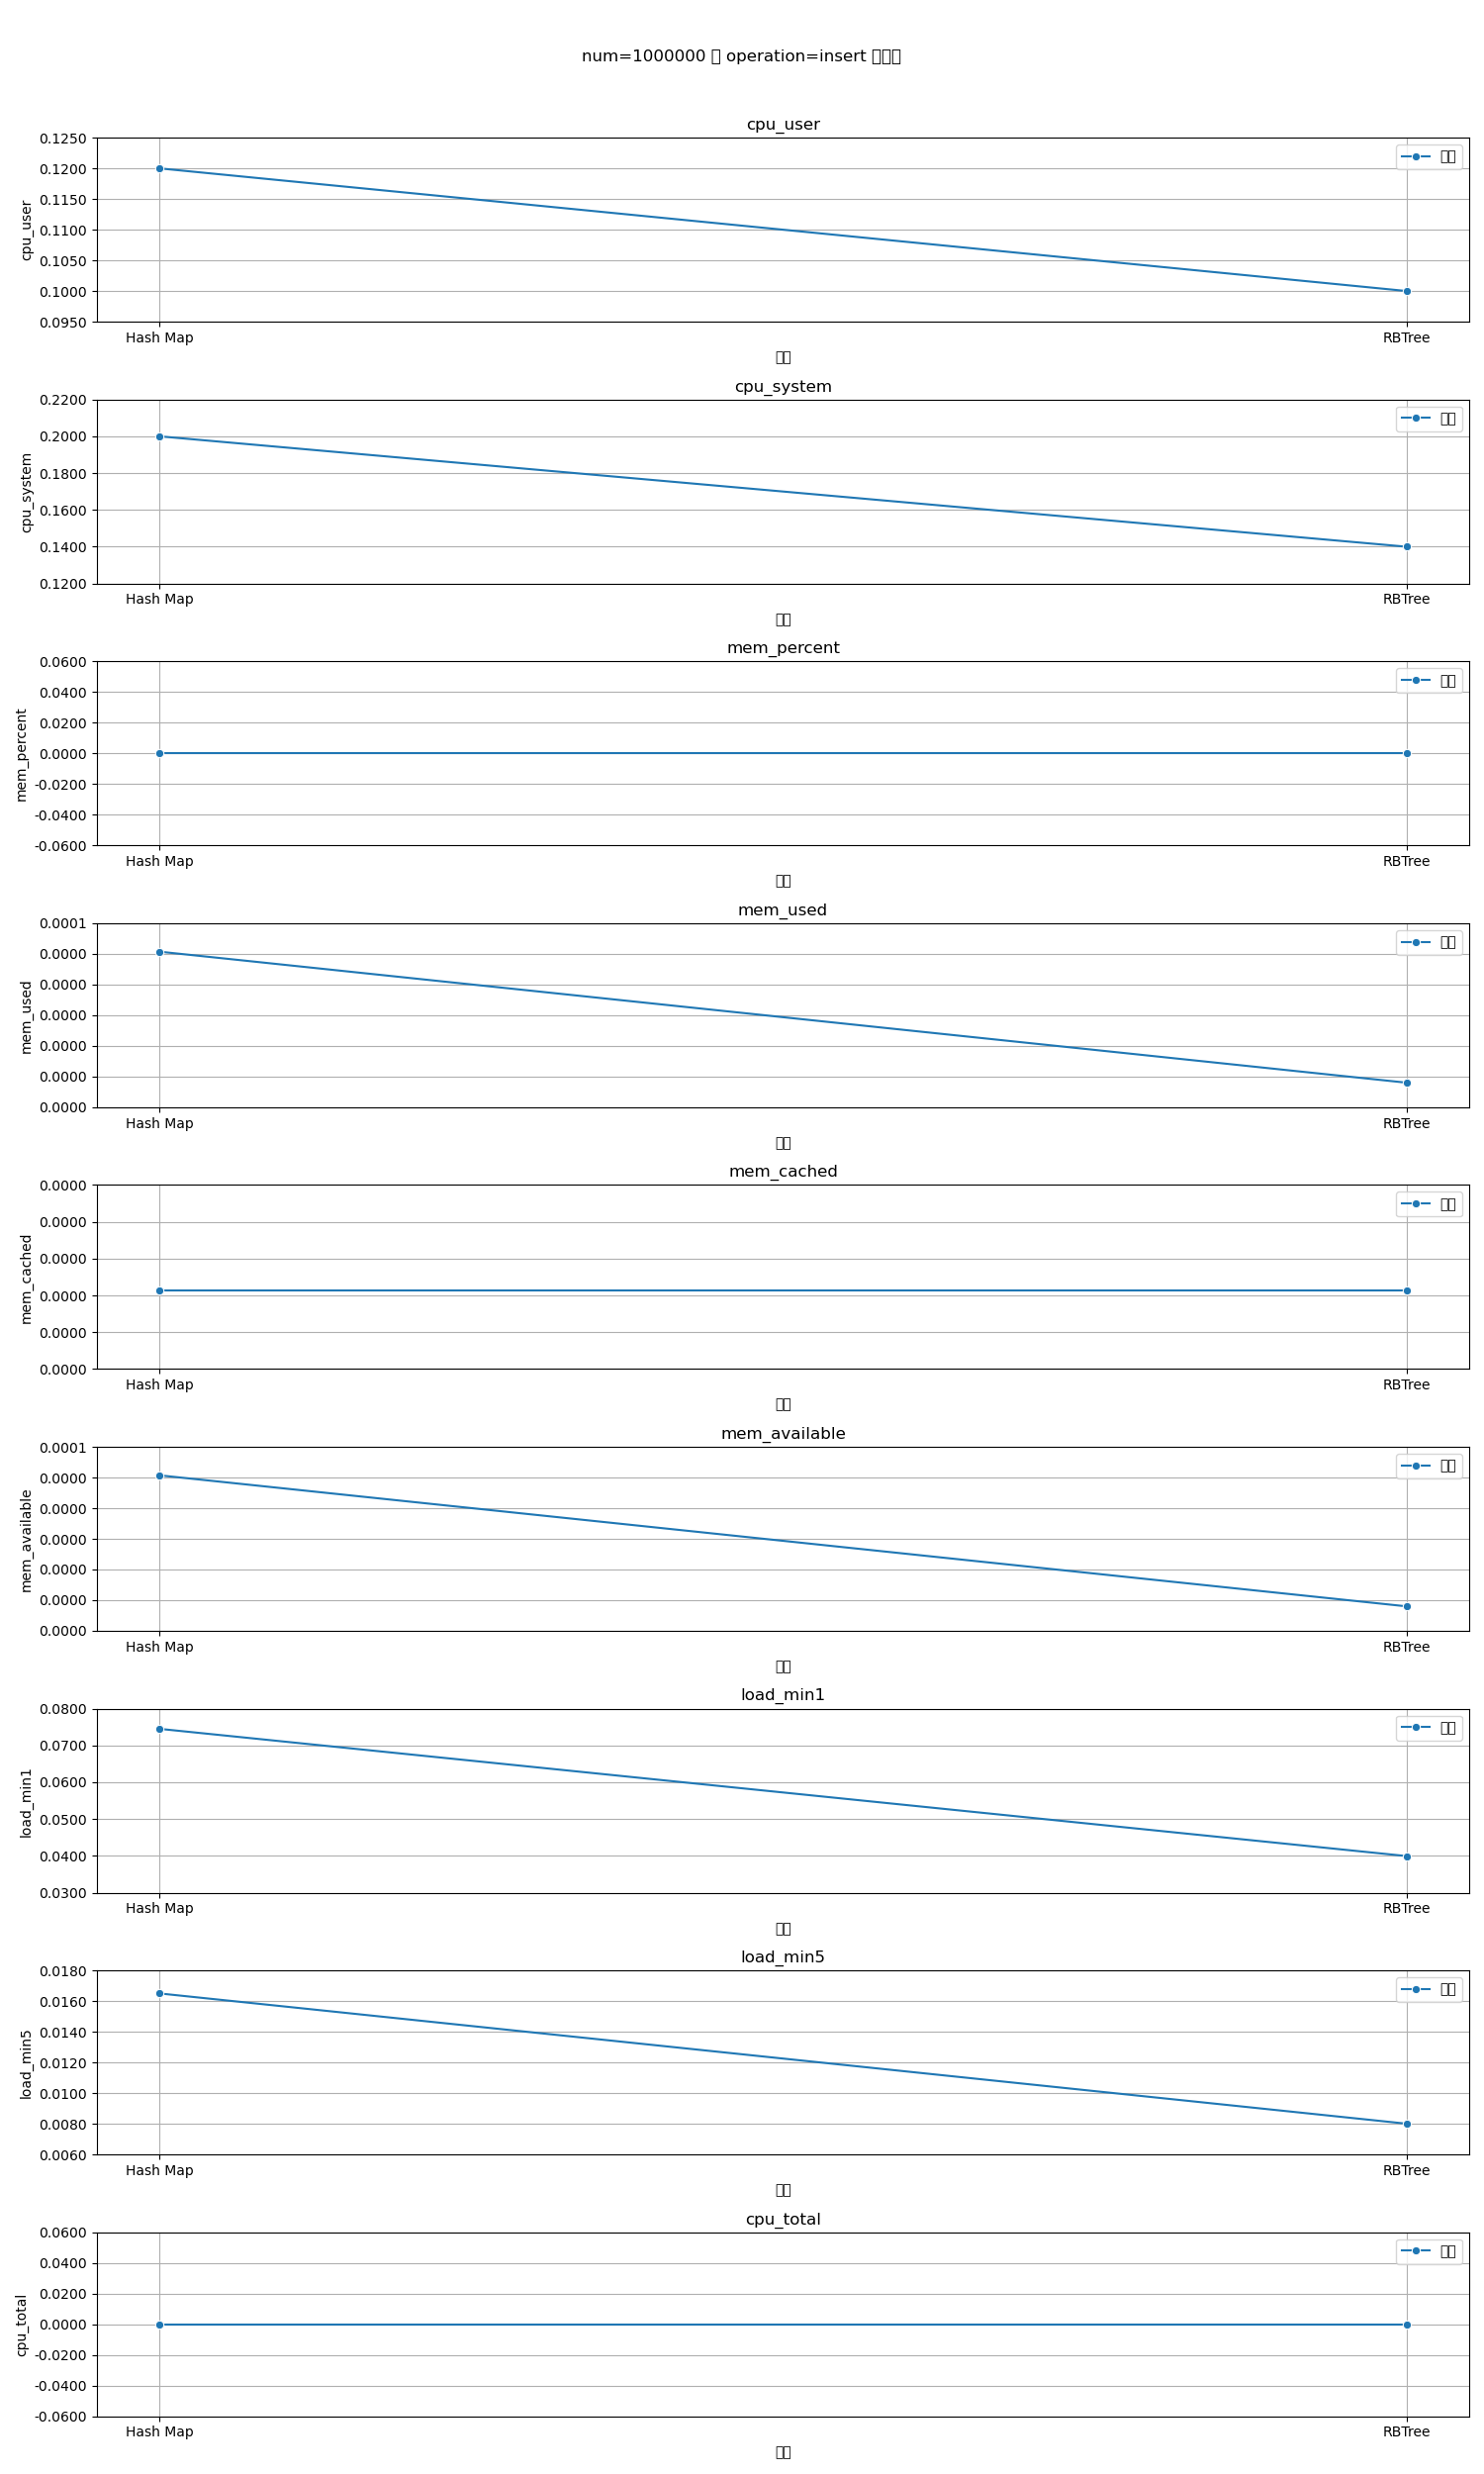 num=1000000 operation=insert
cpu_user
0.1250
0.1200
0.1150
0.1100
0.1050
0.1000
0.0950
cpu_user
Hash Map
RBTree
cpu_system
0.2200
0.2000
0.1800
0.1600
0.1400
0.1200
cpu_system
Hash Map
RBTree
mem_percent
0.0600
0.0400
0.0200
0.0000
-0.0200
-0.0400
-0.0600
mem_percent
Hash Map
RBTree
mem_used
0.0001
0.0000
0.0000
0.0000
0.0000
0.0000
0.0000
mem_used
Hash Map
RBTree
mem_cached
0.0000
0.0000
0.0000
0.0000
0.0000
0.0000
mem_cached
Hash Map
RBTree
mem_available
0.0001
0.0000
0.0000
0.0000
0.0000
0.0000
0.0000
mem_available
Hash Map
RBTree
load_min1
0.0800
0.0700
0.0600
0.0500
0.0400
0.0300
load_min1
Hash Map
RBTree
load_min5
0.0180
0.0160
0.0140
0.0120
0.0100
0.0080
0.0060
load_min5
Hash Map
RBTree
cpu_total
0.0600
0.0400
0.0200
0.0000
-0.0200
-0.0400
-0.0600
cpu_total
Hash Map
RBTree